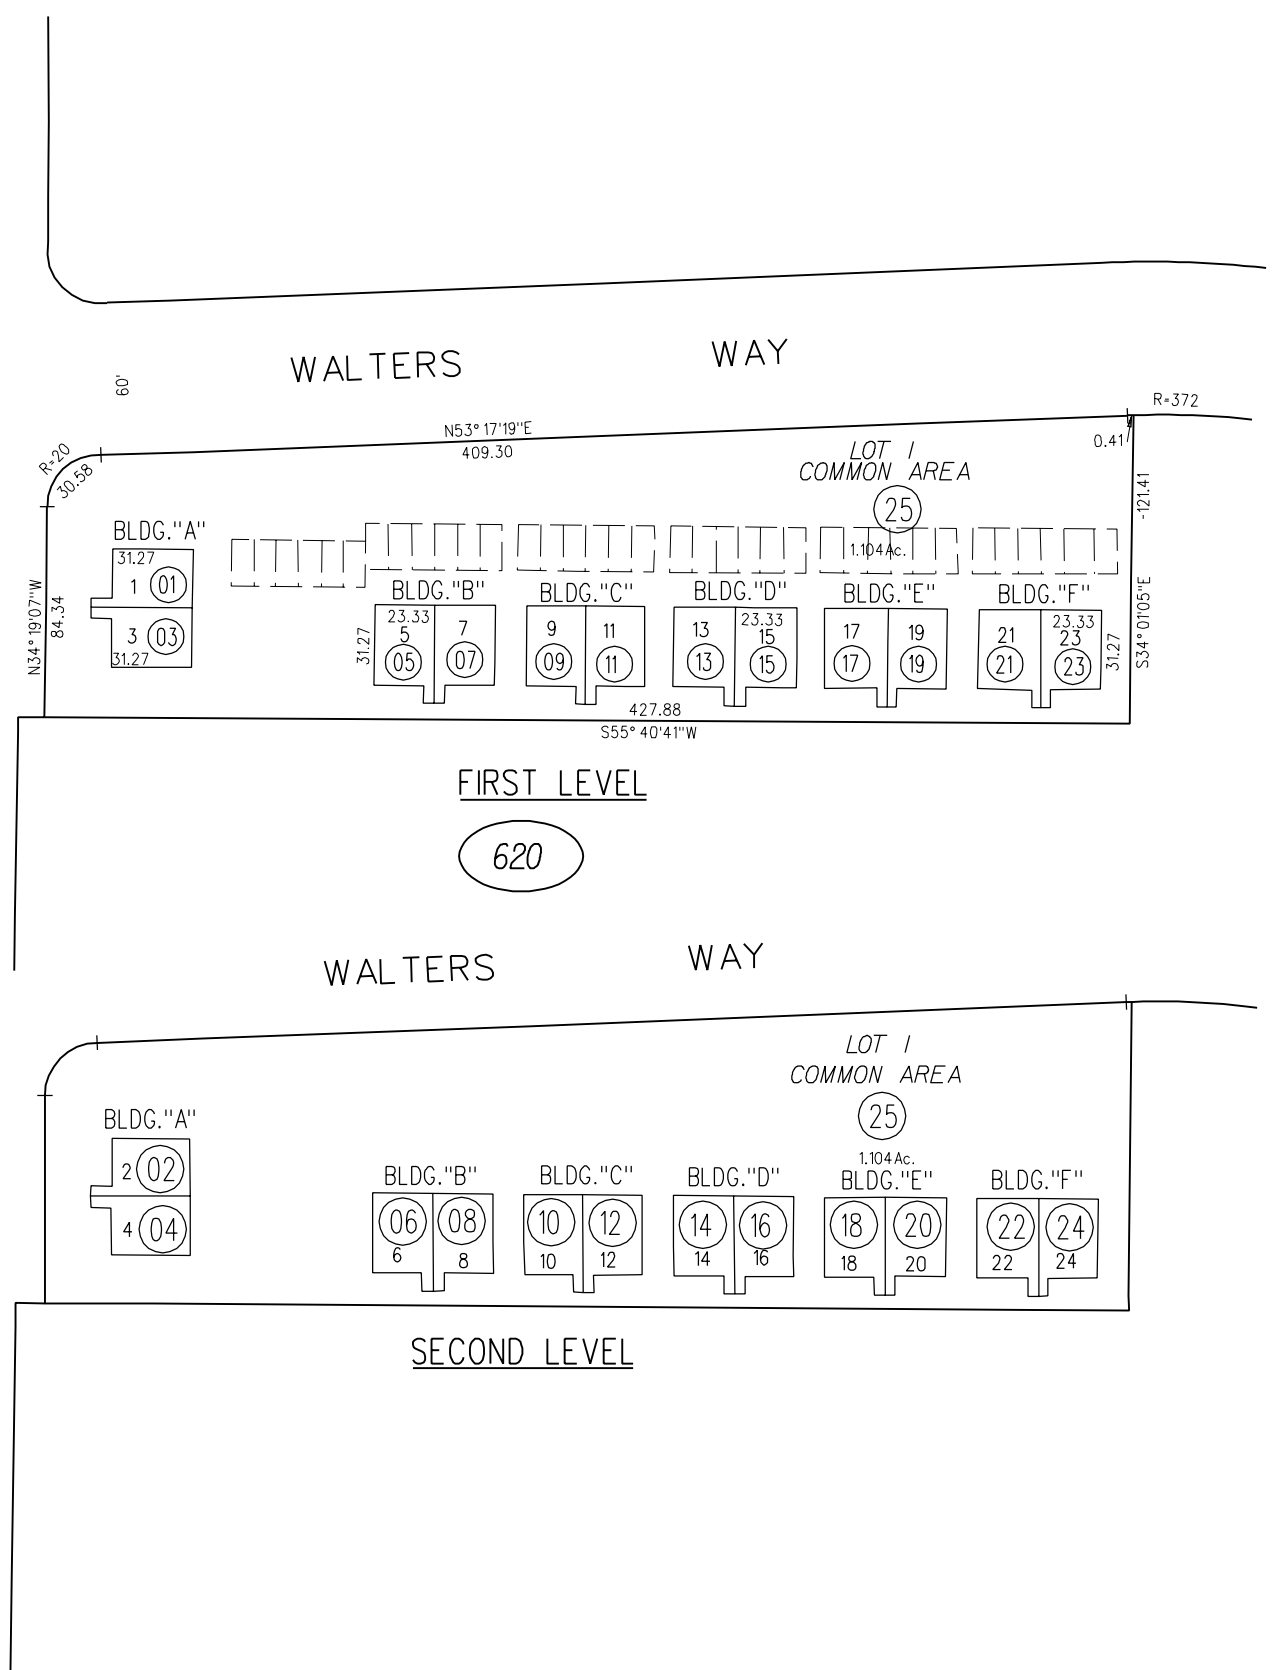 WALTERS WAY
60'
R=372
N53° 17'19"E
409.30
0.41
R=20
30.58
LOT 1
COMMON AREA
25
1.104Ac.
-121.41
S34° 01'05"E
N34° 19'07"W
84.34
BLDG."A"
31.27
1 01
3 03
31.27
BLDG."B" BLDG."C" BLDG."D" BLDG."E" BLDG."F"
31.27
23.33 23.33 23.33
31.27
5 7 9 11 13 15 17 19 21 23
05 07 09 11 13 15 17 19 21 23
427.88
S55° 40'41"W
FIRST LEVEL
620
WALTERS WAY
LOT 1
COMMON AREA
25
1.104Ac.
BLDG."A"
2 02
4 04
BLDG."B" BLDG."C" BLDG."D" BLDG."E" BLDG."F"
06 08 10 12 14 16 18 20 22 24
6 8 10 12 14 16 18 20 22 24
SECOND LEVEL